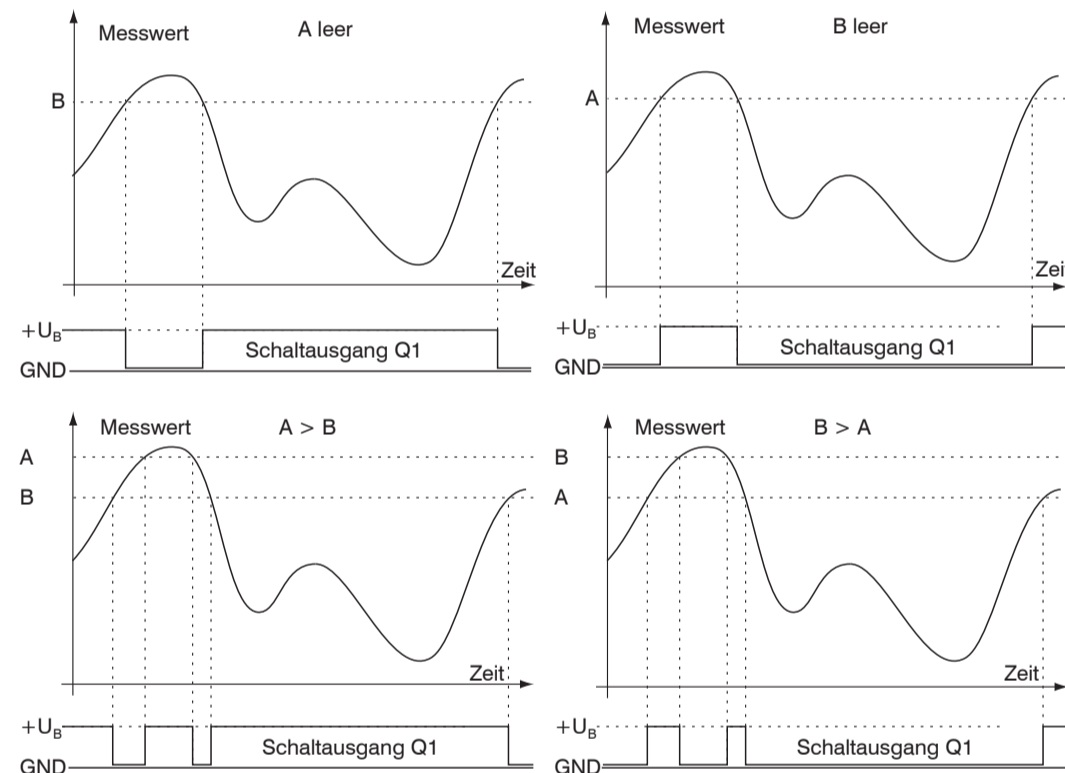 Messwert A leer
B
Zeit
+UB
Schaltausgang Q1
GND
Messwert B leer
A
Zeit
+UB
Schaltausgang Q1
GND
Messwert A > B
A
B
Zeit
+UB
Schaltausgang Q1
GND
Messwert B > A
B
A
Zeit
+UB
Schaltausgang Q1
GND